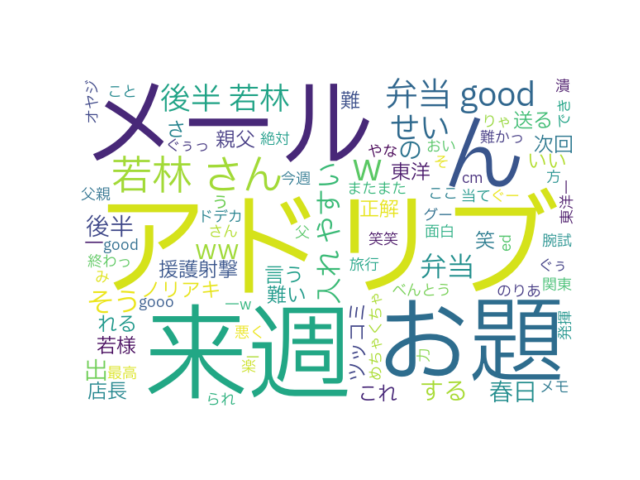 オヤジ
こと
メール
後半 若林
難
弁当 good
潰
でき
さ
親父
ぐぅっ
絶対
せい
の
ん
りゃ
送る
難かっ
次回
やな
おい
いい
若林 さん
今週
w
東洋
そ
cm
方
父親
う
入れ やすい
またまた
ここ
当て
ぐー
東洋一
後半
ドデカ
さん
父
正解
グー
面白
アドリブ
ー
good
ww
笑笑
笑
ed
腕試
終わっ
み
援護射撃
言う
弁当
旅行
ぐぅ
そう
ノリアキ
難い
べんとう
のりあ
関東
gooo
一w
来週
お題
ツッコミ
めちゃくちゃ
れる
悪く
力
発揮
若様
楽し
出
最高
店長
られ
これ
する
春日
メモ